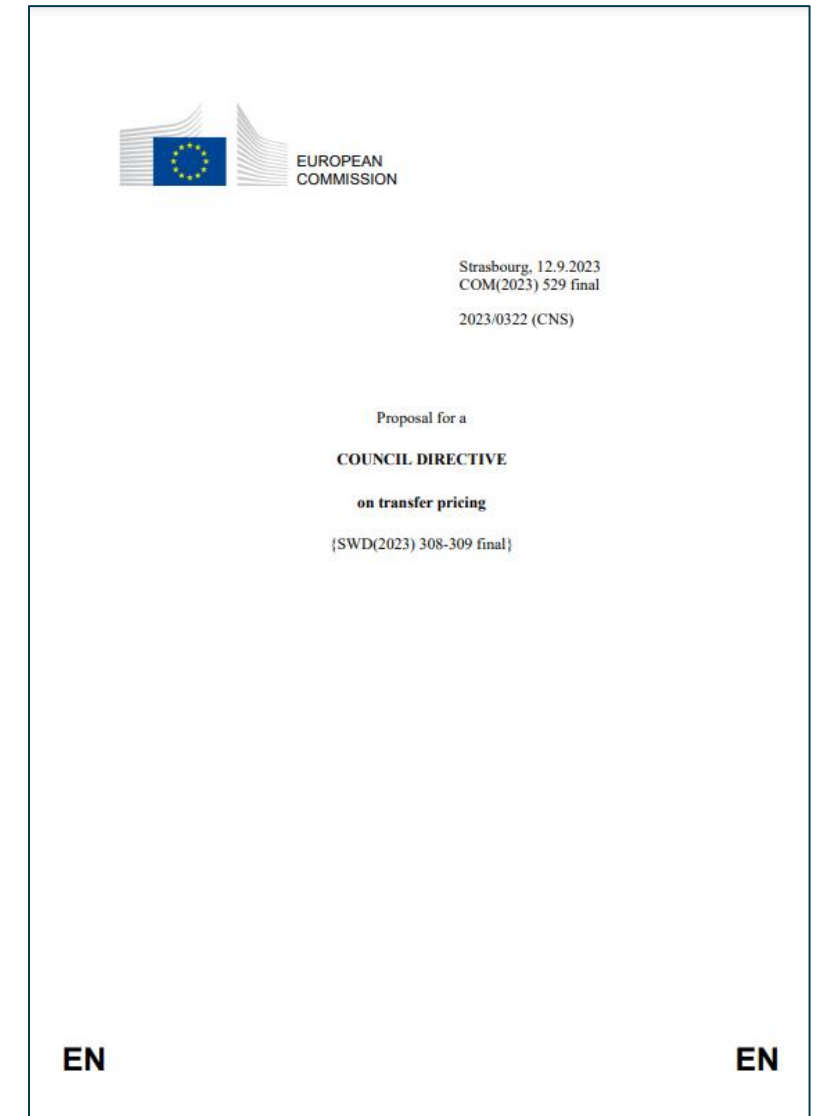 EUROPEAN
COMMISSION
Strasbourg, 12.9.2023
COM(2023) 529 final
2023/0322 (CNS)
Proposal for a
COUNCIL DIRECTIVE
on transfer pricing
{SWD(2023) 308-309 final}
EN EN